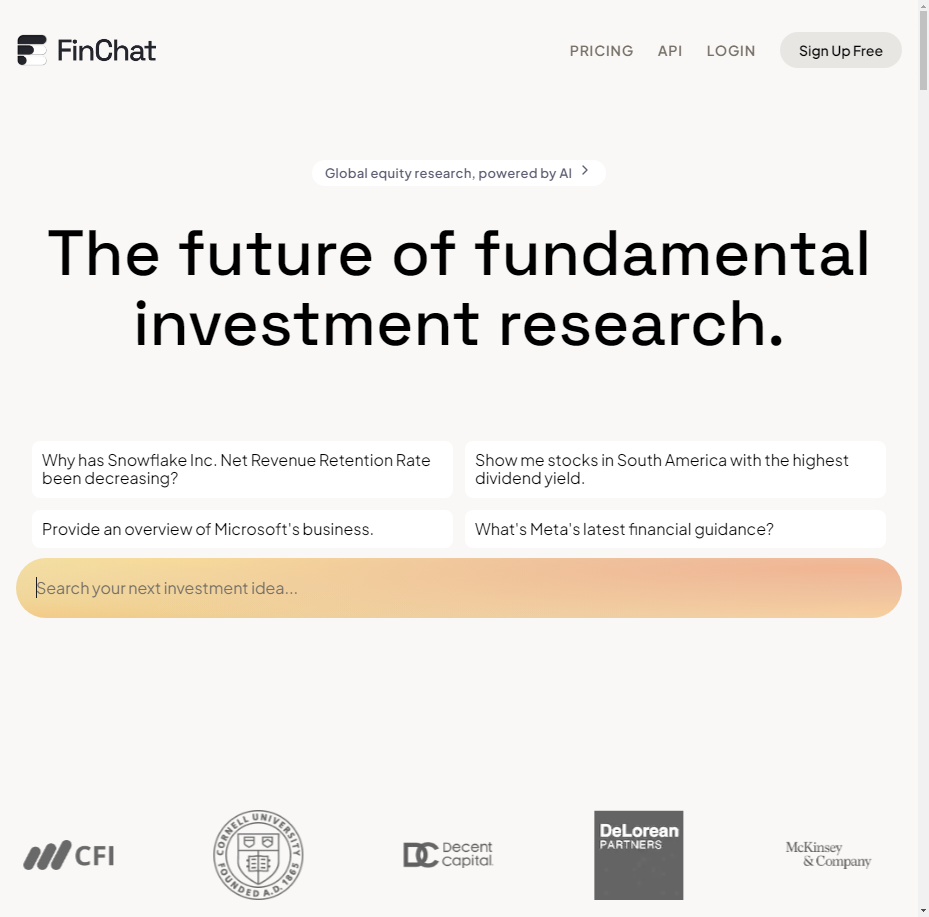 FinChat
PRICING
API
LOGIN
Sign Up Free
Global equity research, powered by AI
The future of fundamental
investment research.
Why has Snowflake Inc. Net Revenue Retention Rate
been decreasing?
Show me stocks in South America with the highest
dividend yield.
Provide an overview of Microsoft's business.
What's Meta's latest financial guidance?
Search your next investment idea...
CFI
CORNELL UNIVERSITY
FOUNDED A.D. 1865
DC Decent
Capital
DeLorean
PARTNERS
McKinsey
& Company